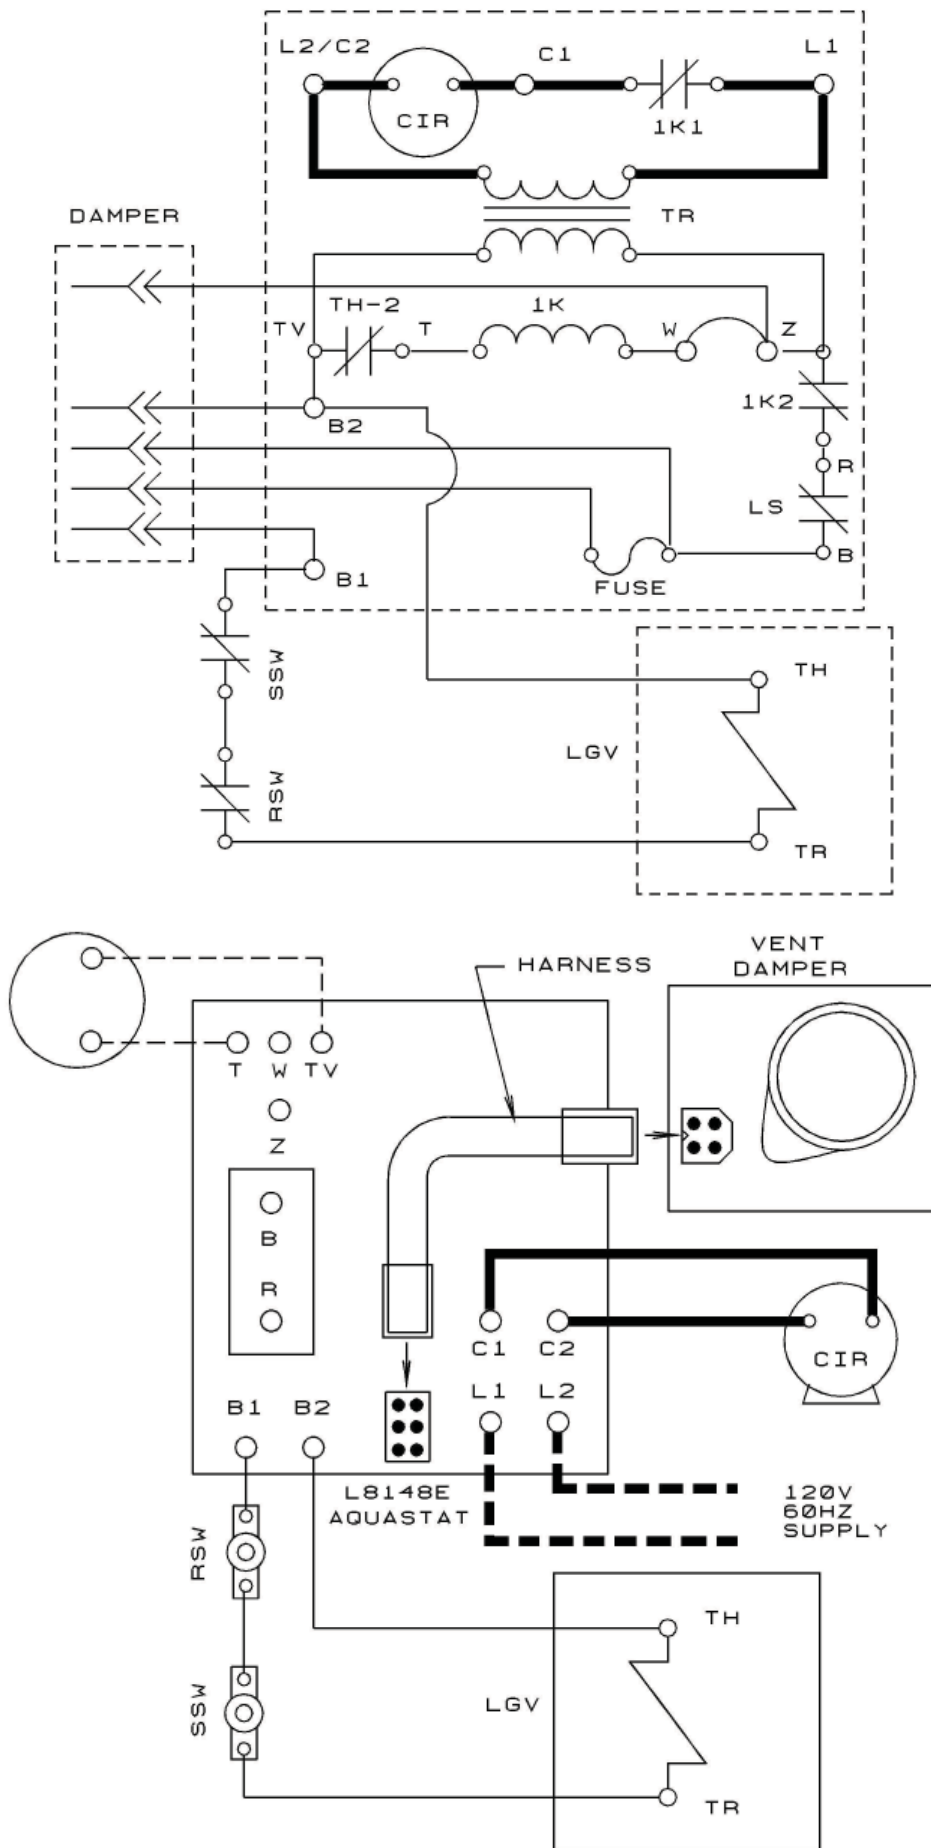 L2/C2
C1
L1
CIR
1K1
DAMPER
TR
TH-2
1K
TV
T
W
Z
1K2
B2
R
LS
B
FUSE
B1
SSW
TH
LGV
RSW
TR
VENT
DAMPER
HARNESS
T
W
TV
Z
B
R
C1
C2
CIR
L1
L2
B1
B2
L8148E
AQUASTAT
120V
60HZ
SUPPLY
RSW
TH
SSW
LGV
TR